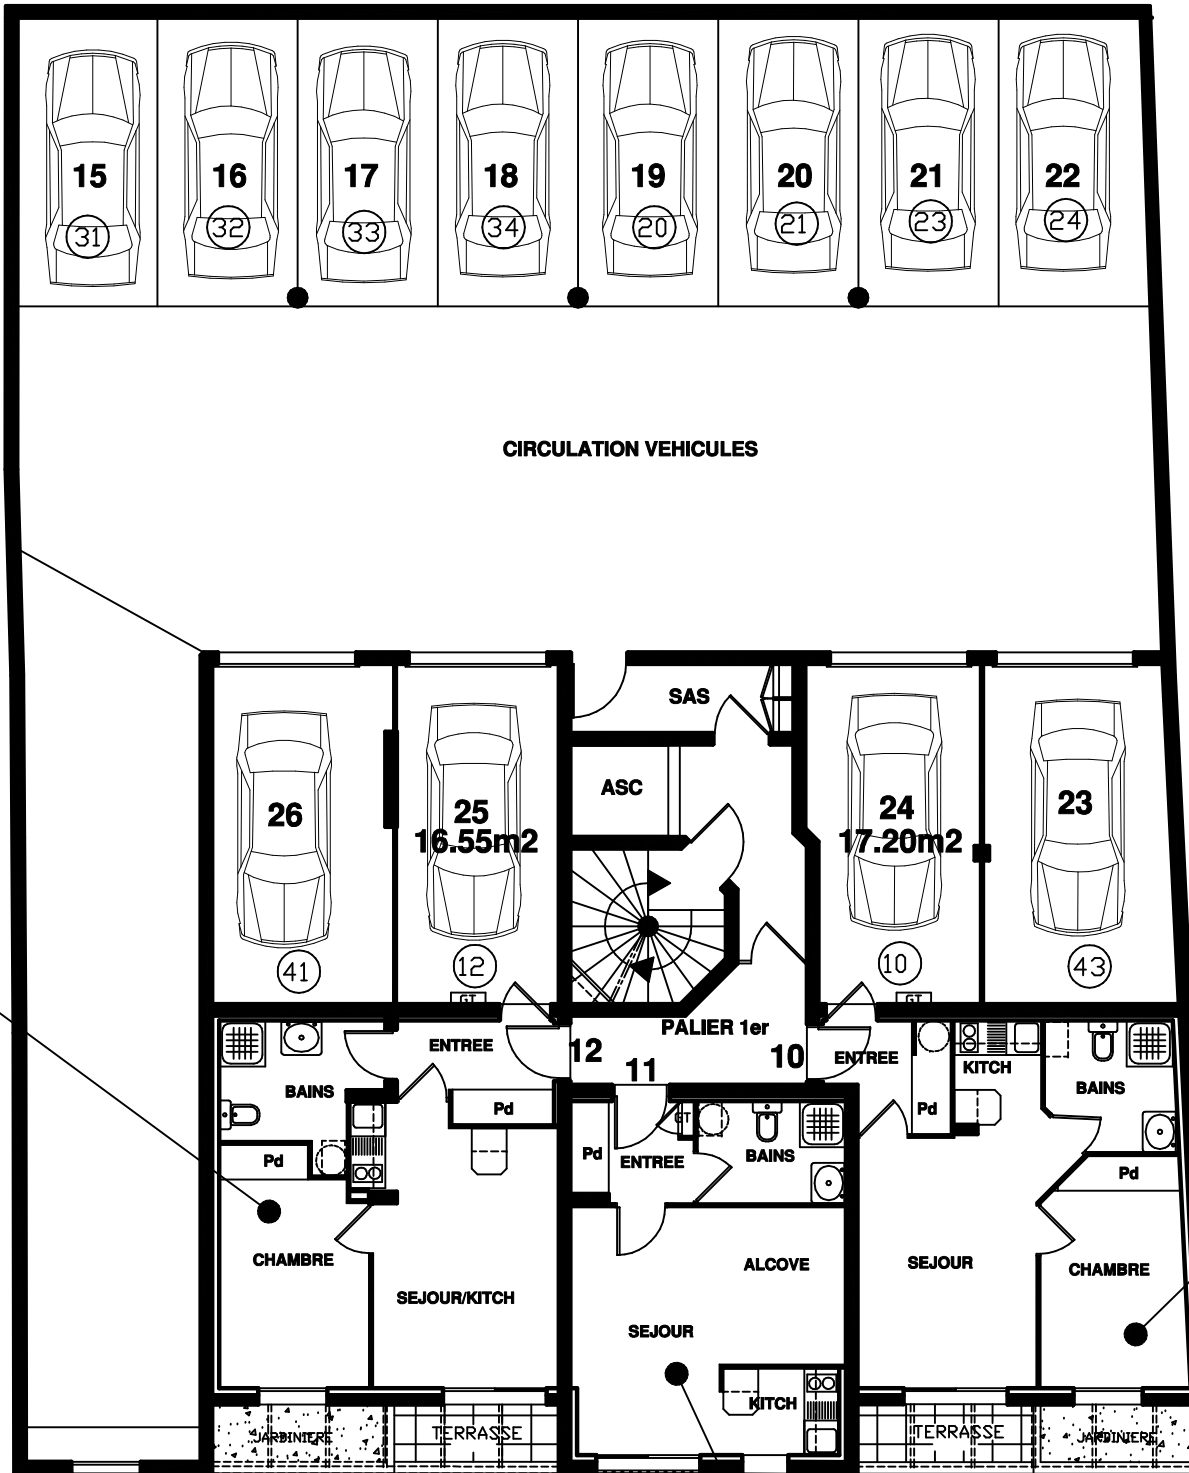 15 16 17 18 19 20 21 22
31 32 33 34 20 21 23 24
CIRCULATION VEHICULES
SAS
ASC
26
25
16.55m2
24
17.20m2
23
41
12
10
43
GT
GT
PALIER 1er
12
11
10
ENTREE
BAINS
Pd
Pd
CHAMBRE
SEJOUR/KITCH
Pd
ENTREE
GT
BAINS
ALCOVE
SEJOUR
KITCH
ENTREE
KITCH
BAINS
Pd
Pd
SEJOUR
CHAMBRE
JARDINIERE
TERRASSE
TERRASSE
JARDINIERE